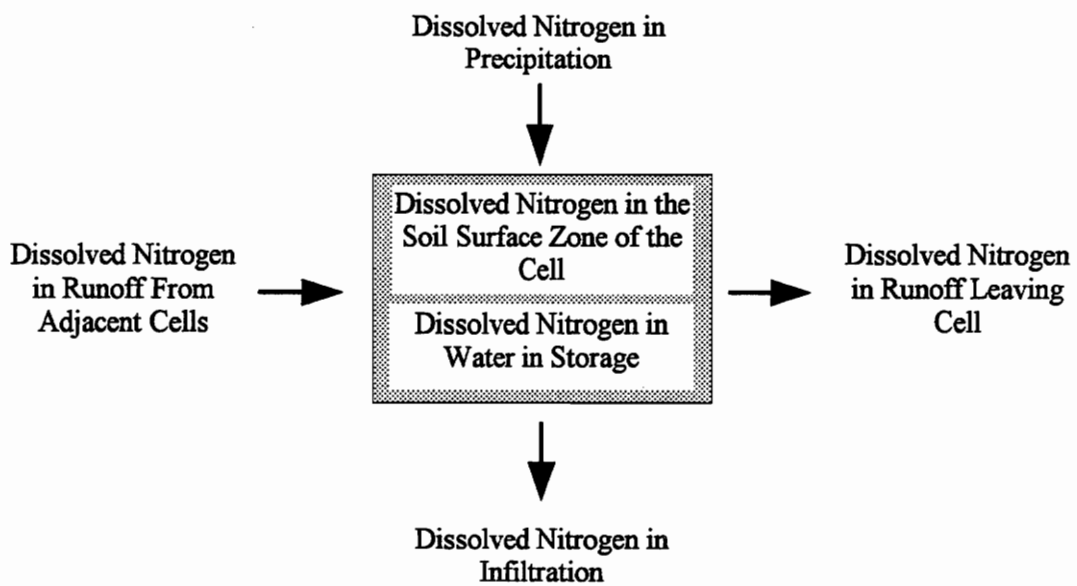 Dissolved Nitrogen in
Precipitation
Dissolved Nitrogen in the
Soil Surface Zone of the
Cell
Dissolved Nitrogen
in Runoff From
Adjacent Cells
Dissolved Nitrogen
in Runoff Leaving
Cell
Dissolved Nitrogen in
Water in Storage
Dissolved Nitrogen in
Infiltration